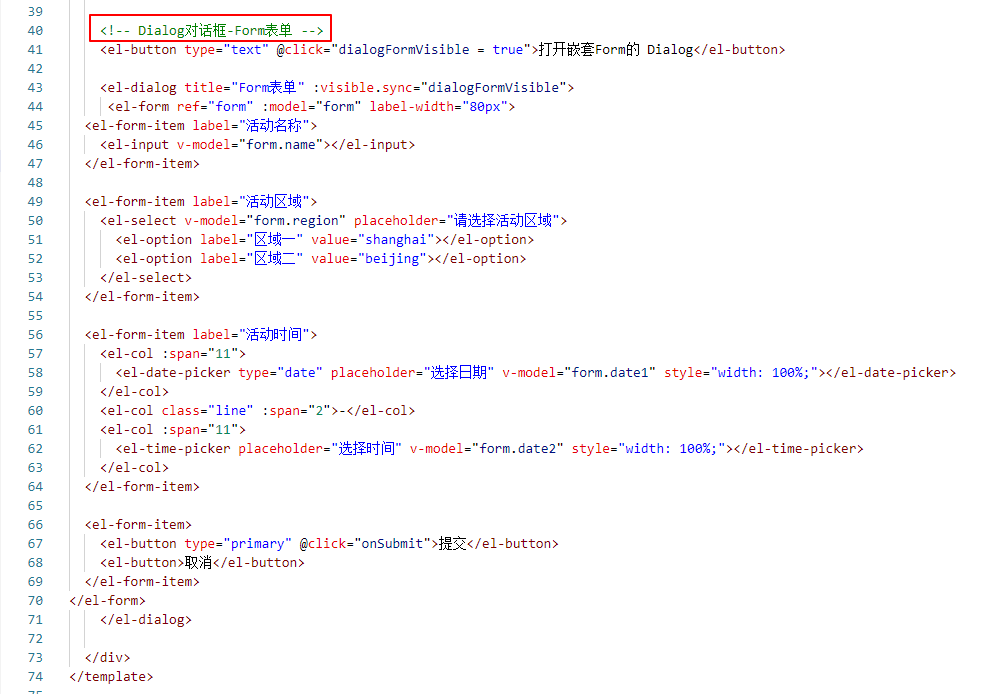 39
40 <!-- Dialog对话框-Form表单 -->
41 <el-button type="text" @click="dialogFormVisible = true">打开嵌套Form的 Dialog</el-button>
42
43 <el-dialog title="Form表单" :visible.sync="dialogFormVisible">
44 <el-form ref="form" :model="form" label-width="80px">
45 <el-form-item label="活动名称">
46 <el-input v-model="form.name"></el-input>
47 </el-form-item>
48
49 <el-form-item label="活动区域">
50 <el-select v-model="form.region" placeholder="请选择活动区域">
51 <el-option label="区域一" value="shanghai"></el-option>
52 <el-option label="区域二" value="beijing"></el-option>
53 </el-select>
54 </el-form-item>
55
56 <el-form-item label="活动时间">
57 <el-col :span="11">
58 <el-date-picker type="date" placeholder="选择日期" v-model="form.date1" style="width: 100%;"></el-date-picker>
59 </el-col>
60 <el-col class="line" :span="2">-</el-col>
61 <el-col :span="11">
62 <el-time-picker placeholder="选择时间" v-model="form.date2" style="width: 100%;"></el-time-picker>
63 </el-col>
64 </el-form-item>
65
66 <el-form-item>
67 <el-button type="primary" @click="onSubmit">提交</el-button>
68 <el-button>取消</el-button>
69 </el-form-item>
70 </el-form>
71 </el-dialog>
72
73 </div>
74 </template>
75